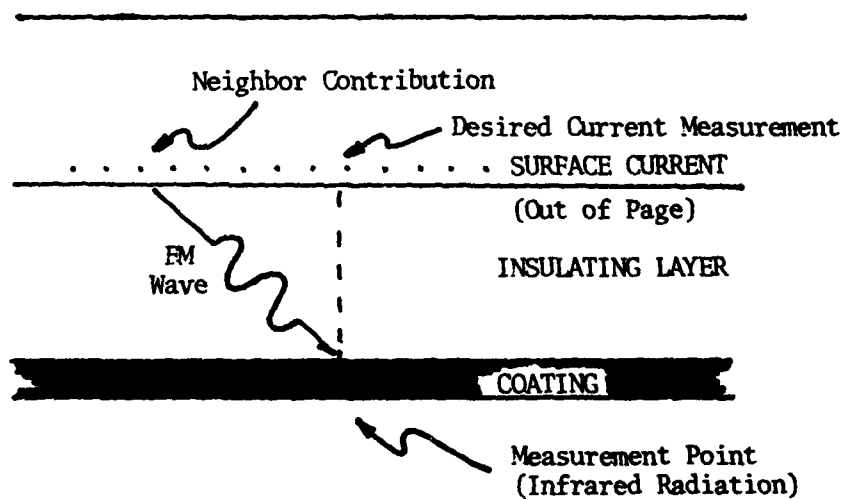 Neighbor Contribution
Desired Current Measurement
SURFACE CURRENT
(Out of Page)
EM
Wave
INSULATING LAYER
COATING
Measurement Point
(Infrared Radiation)